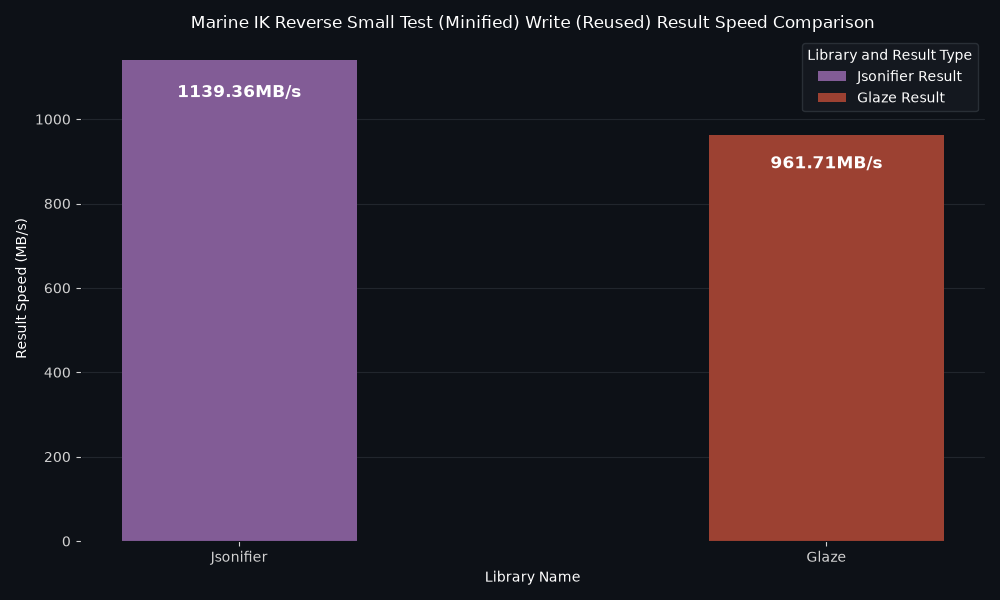 Marine IK Reverse Small Test (Minified) Write (Reused) Result Speed Comparison
Library and Result Type
Jsonifier Result
Glaze Result
1139.36MB/s
961.71MB/s
Result Speed (MB/s)
1000
800
600
400
200
0
Jsonifier
Glaze
Library Name